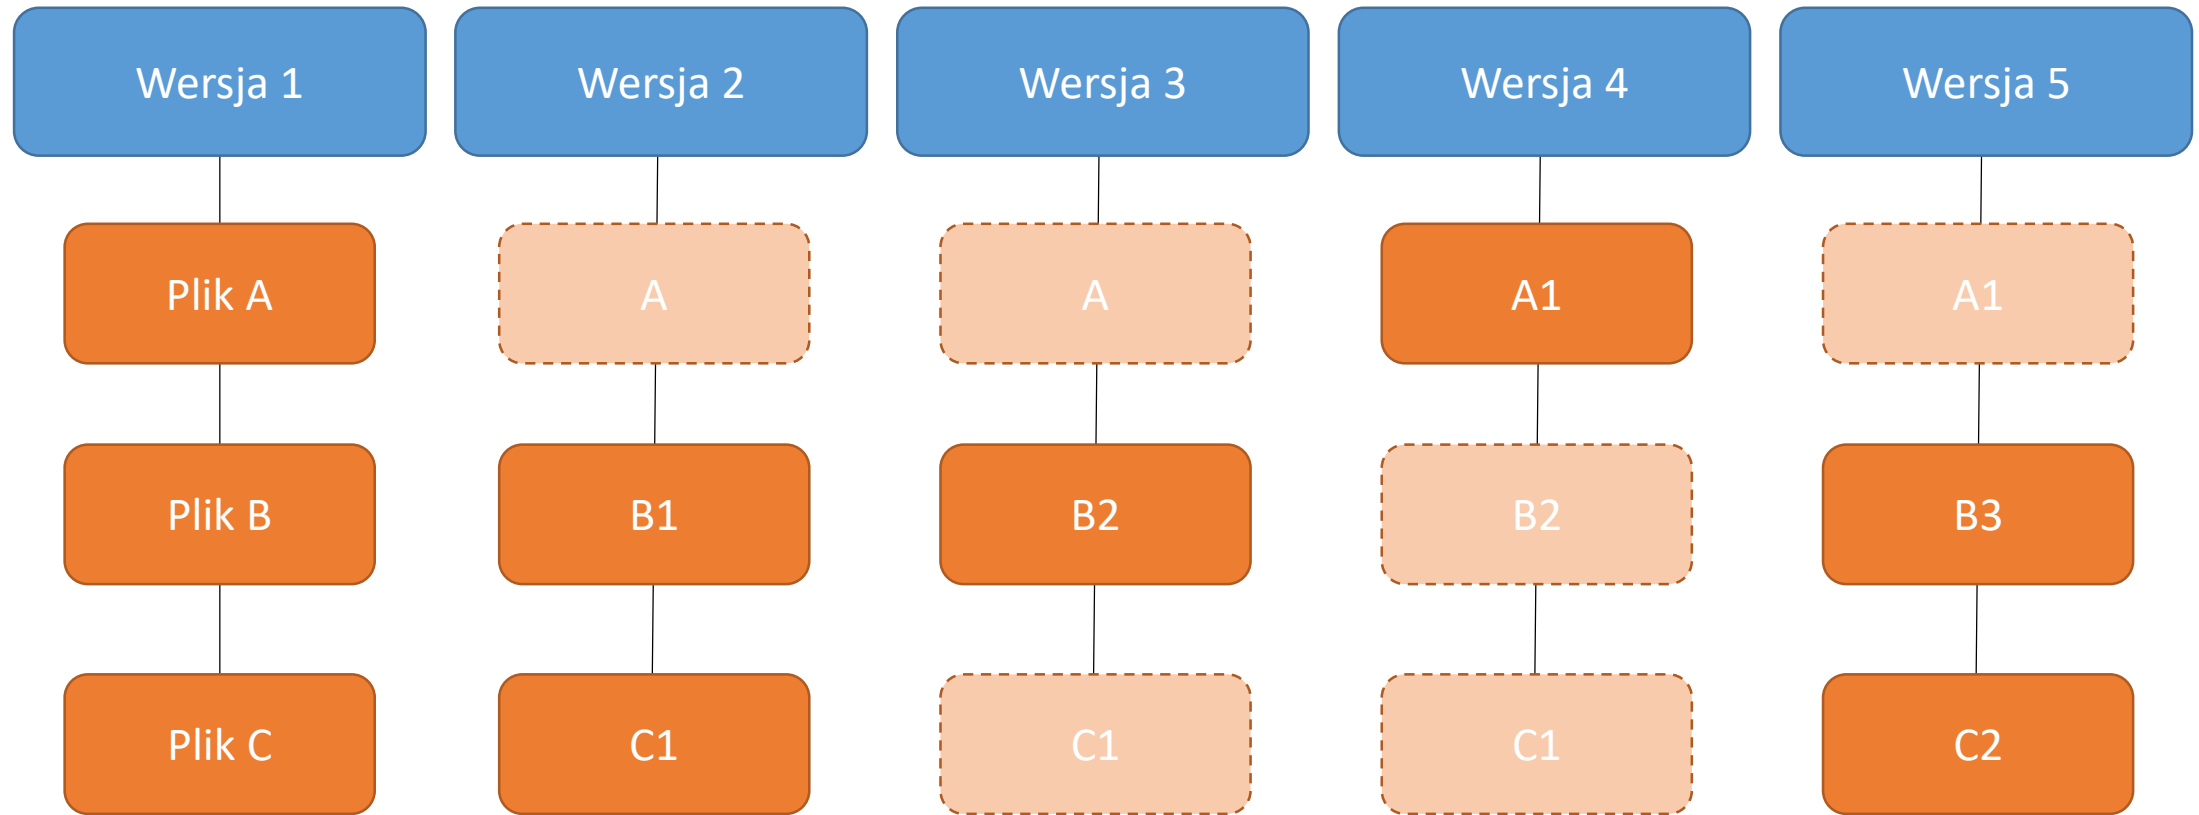 Wersja 1
Wersja 2
Wersja 3
Wersja 4
Wersja 5
Plik A
A
A
A1
A1
Plik B
B1
B2
B2
B3
Plik C
C1
C1
C1
C2